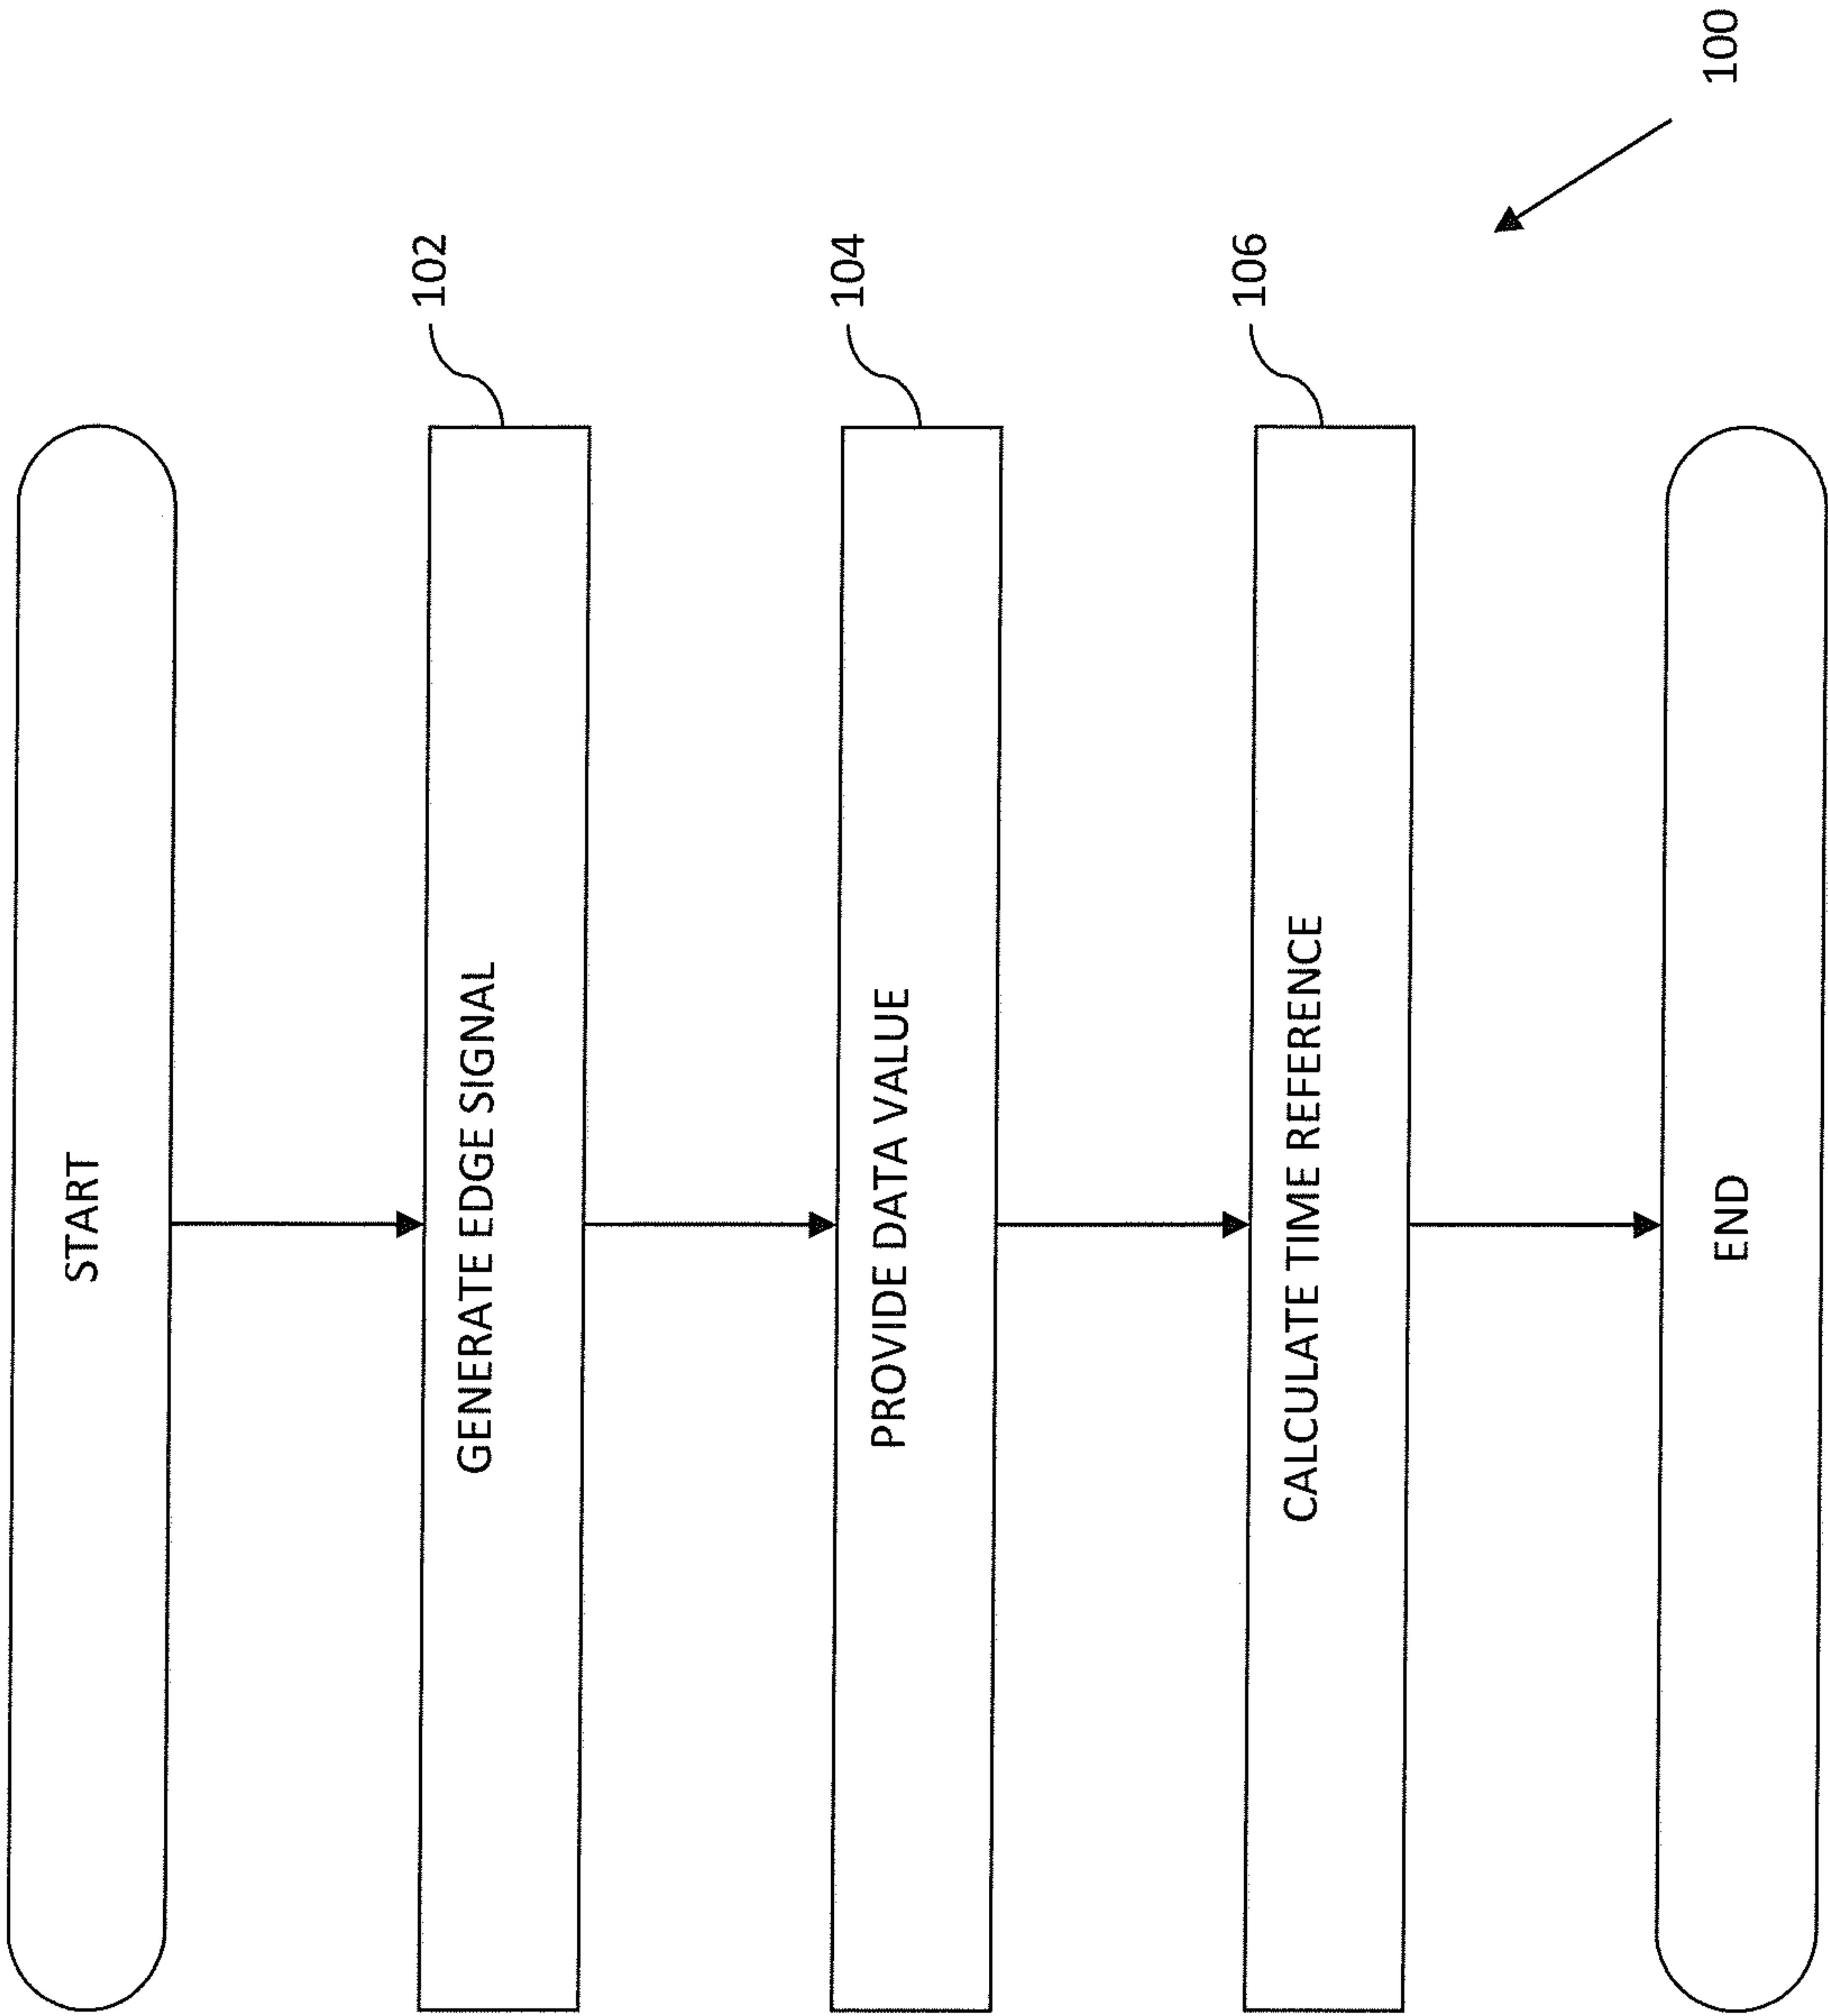 START
GENERATE EDGE SIGNAL
102
PROVIDE DATA VALUE
104
CALCULATE TIME REFERENCE
106
END
100